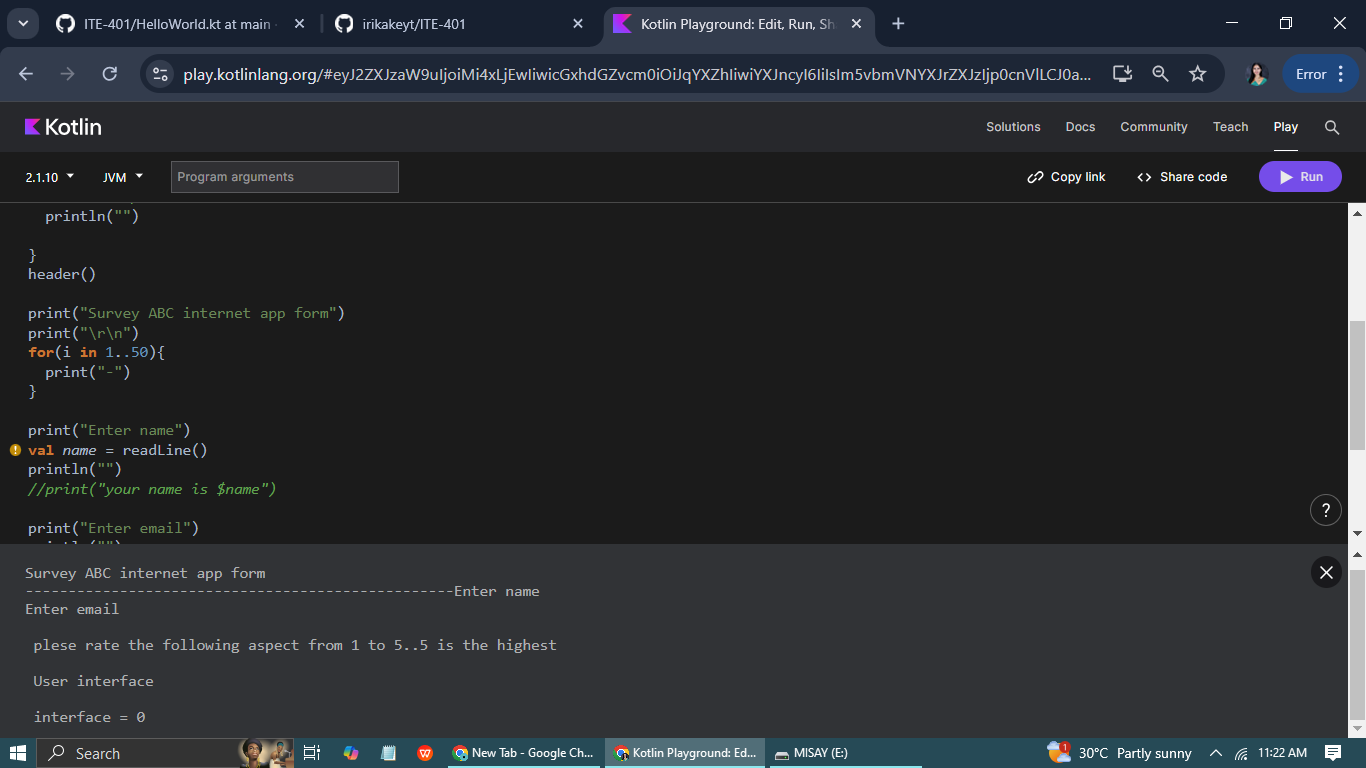 ITE-401/HelloWorld.kt at main
irikakeyt/ITE-401
Kotlin Playground: Edit, Run, Sh
play.kotlinlang.org/#eyJ2ZXJzaW9uIjoiMi4xLjEwIiwicGxhdGZvcm0iOiJqYXZhIiwiYXJncyI6IiIsIm5vbmVNYXJrZXJzIjp0cnVlLCJ0a...
Error
Kotlin
Solutions
Docs
Community
Teach
Play
2.1.10
JVM
Program arguments
Copy link
Share code
Run
println("")
}
header()
print("Survey ABC internet app form")
print("\r\n")
for(i in 1..50){
print("-")
}
print("Enter name")
val name = readLine()
println("")
//print("your name is $name")
print("Enter email")
?
Survey ABC internet app form
--------------------------------------------------Enter name
Enter email
plese rate the following aspect from 1 to 5..5 is the highest
User interface
interface = 0
Search
New Tab - Google Ch...
Kotlin Playground: Ed...
MISAY (E:)
1
30°C Partly sunny
11:22 AM